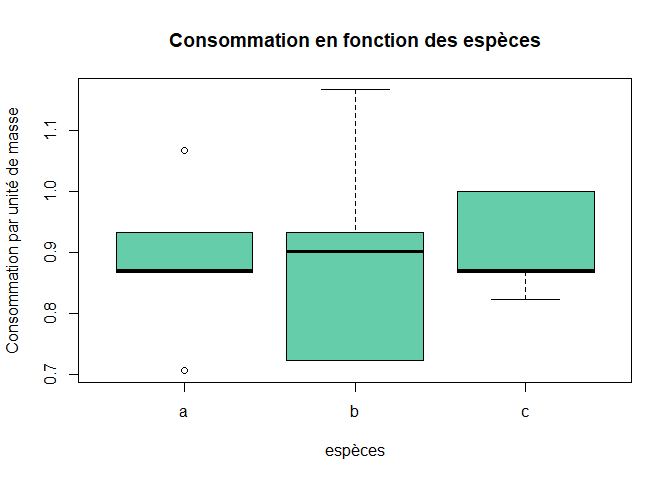 Consommation en fonction des espèces
Consommation par unité de masse
1.1
1.0
0.9
0.8
0.7
a
b
c
espèces